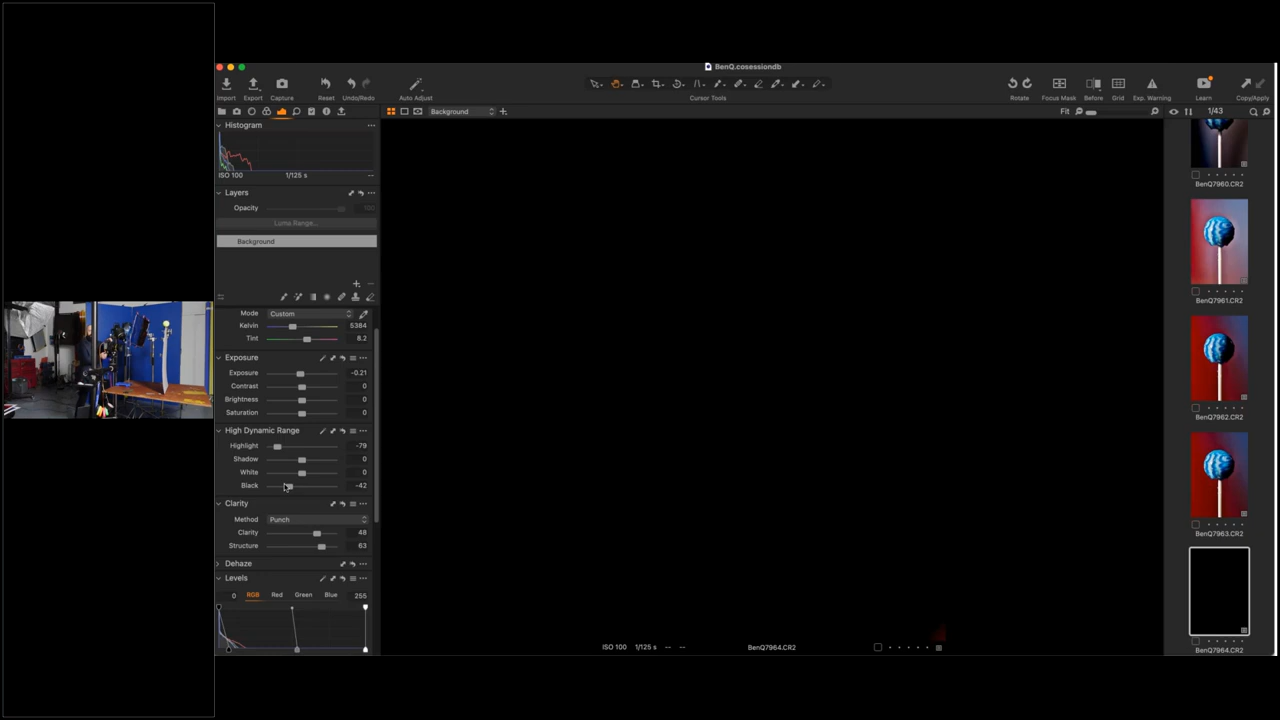 BenQ.cosessiondb
Import Export Capture Reset Undo/Redo Auto Adjust Cursor Tools Rotate Focus Mask Before Grid Exp. Warning Learn Copy/Apply
Background Fit 1/43
Histogram
ISO 100 1/125 s --
Layers
Opacity 100
Luma Range...
Background
Mode Custom
Kelvin 5384
Tint 8.2
Exposure
Exposure -0.21
Contrast 0
Brightness 0
Saturation 0
High Dynamic Range
Highlight -79
Shadow 0
White 0
Black -42
Clarity
Method Punch
Clarity 48
Structure 63
Dehaze
Levels
0 RGB Red Green Blue 255
ISO 100 1/125 s -- -- BenQ7964.CR2
BenQ7960.CR2
BenQ7961.CR2
BenQ7962.CR2
BenQ7963.CR2
BenQ7964.CR2